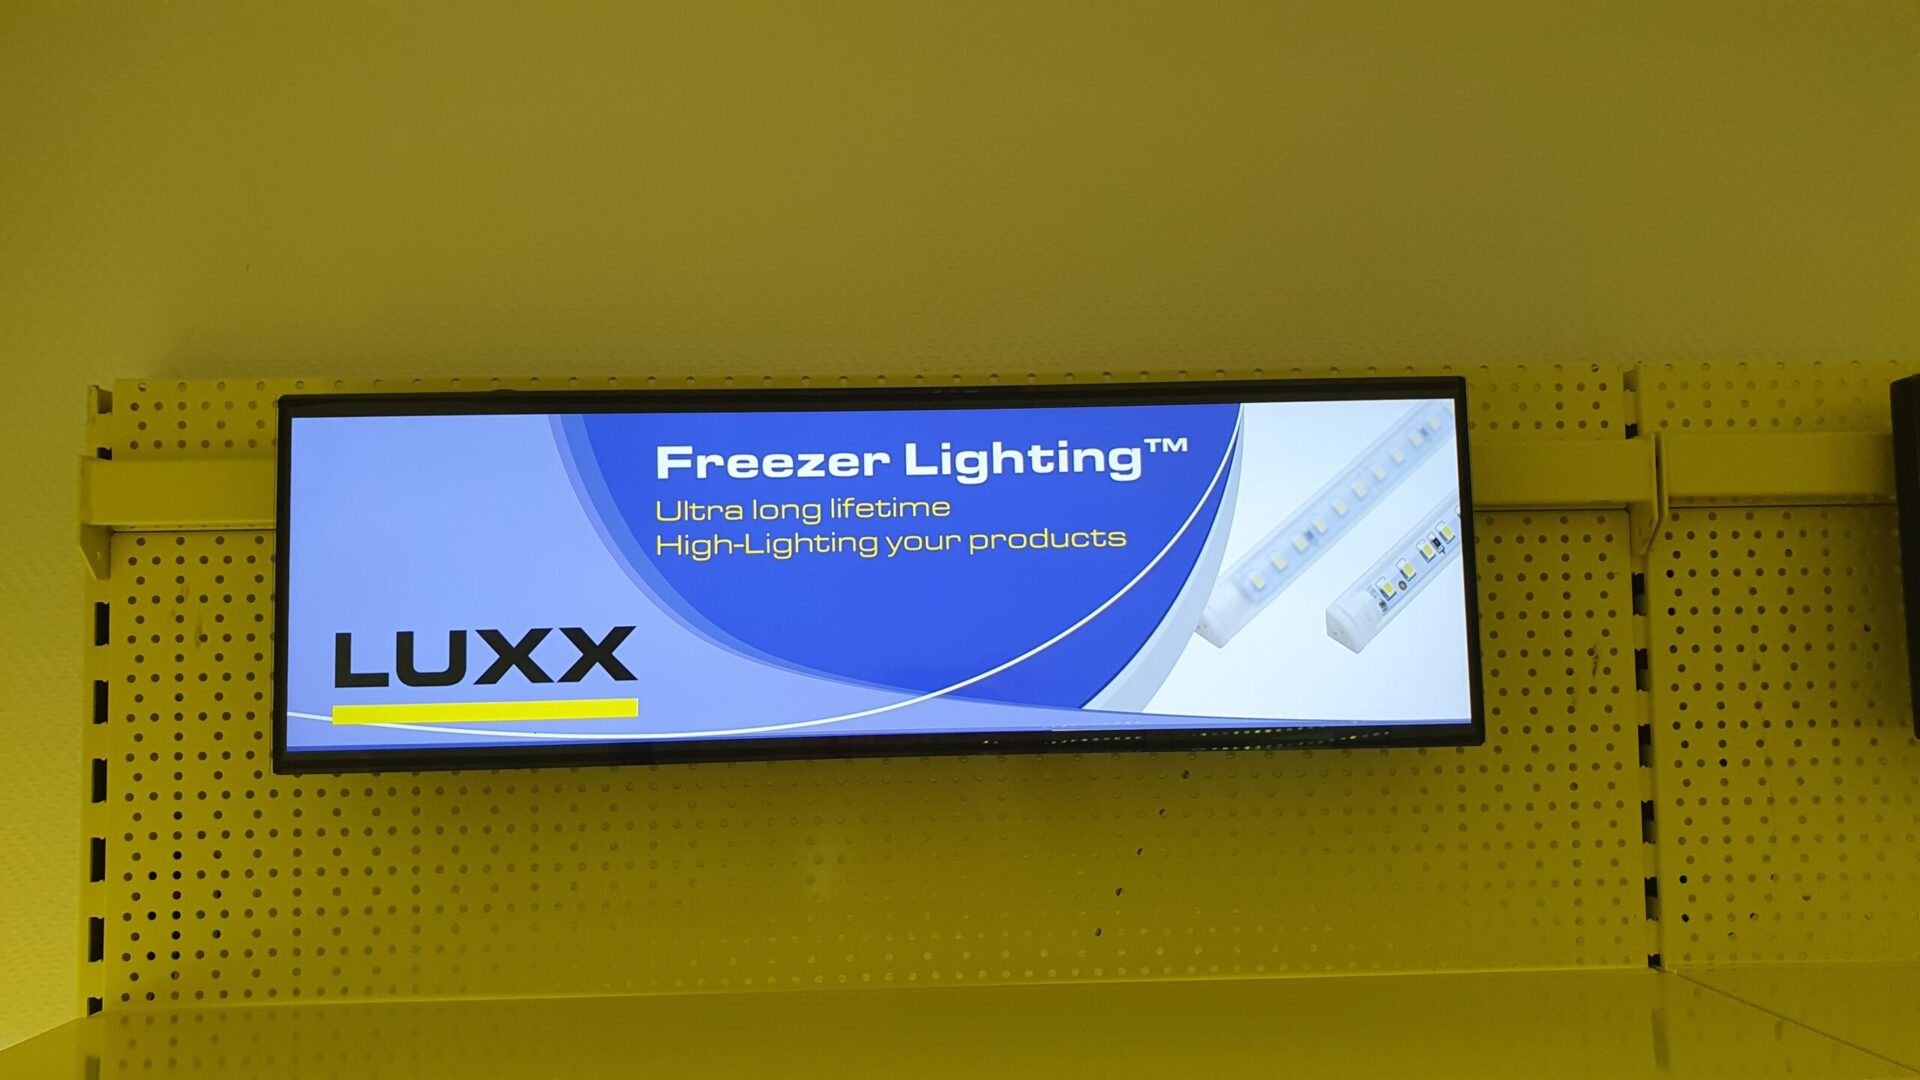 Freezer Lighting™
Ultra long lifetime
High-Lighting your products
LUXX